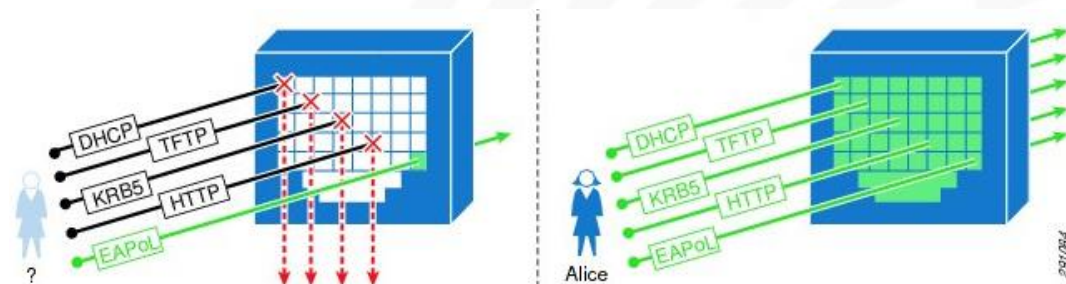 DHCP
TFTP
KRB5
HTTP
EAPoL
?
DHCP
TFTP
KRB5
HTTP
EAPoL
Alice